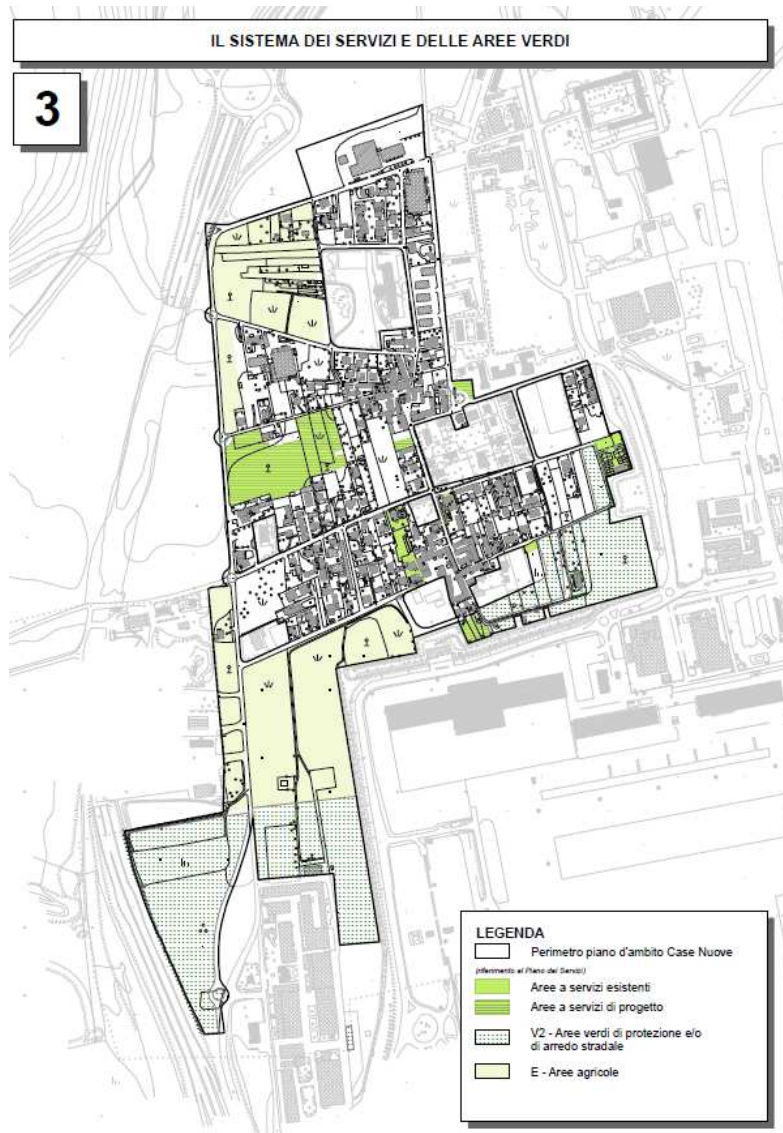 IL SISTEMA DEI SERVIZI E DELLE AREE VERDI
3
LEGENDA
Perimetro piano d'ambito Case Nuove
(riferimento al Piano dei Servizi)
Aree a servizi esistenti
Aree a servizi di progetto
V2 - Aree verdi di protezione e/o
di arredo stradale
E - Aree agricole